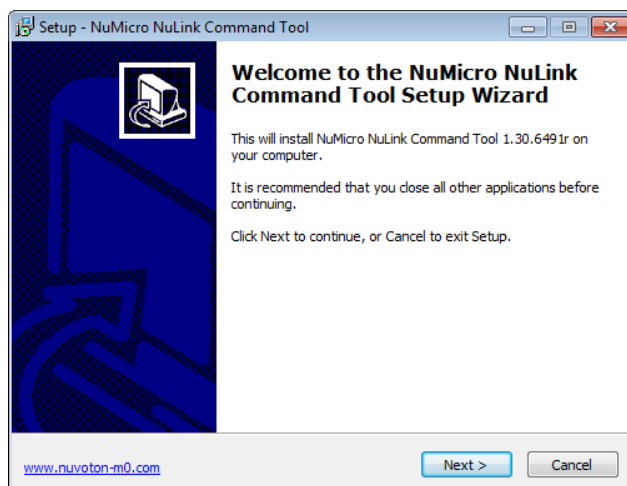 Setup - NuMicro NuLink Command Tool
Welcome to the NuMicro NuLink
Command Tool Setup Wizard
This will install NuMicro NuLink Command Tool 1.30.6491r on
your computer.
It is recommended that you close all other applications before
continuing.
Click Next to continue, or Cancel to exit Setup.
www.nuvoton-m0.com
Next >
Cancel